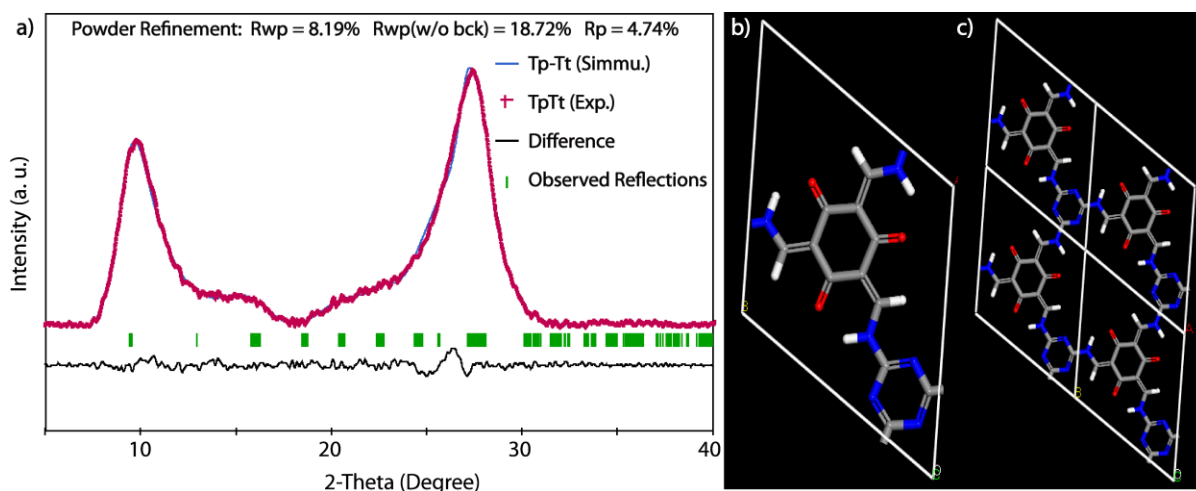 a)
Powder Refinement: Rwp = 8.19% Rwp(w/o bck) = 18.72% Rp = 4.74%
Tp-Tt (Simmu.)
TpTt (Exp.)
Difference
Observed Reflections
Intensity (a. u.)
10 20 30 40
2-Theta (Degree)
b)
A
B
c)
A
B